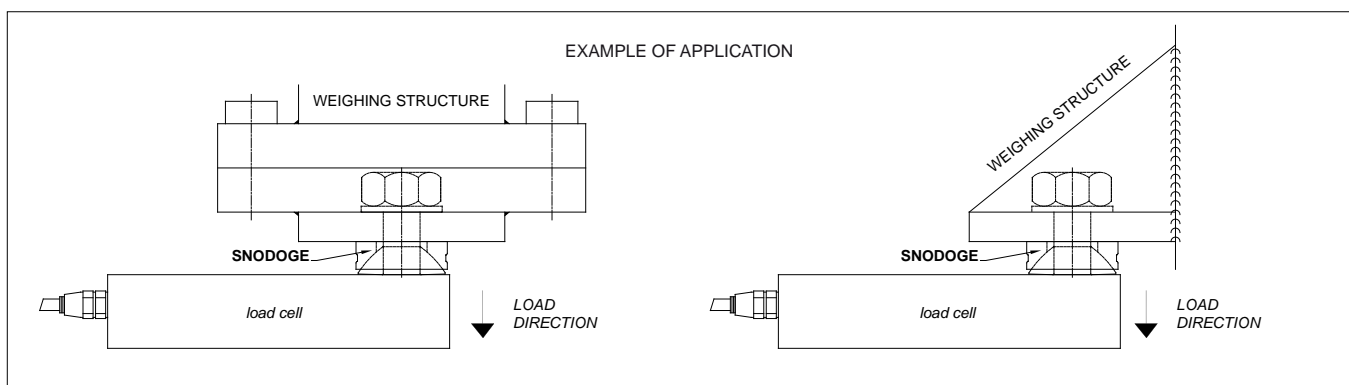 EXAMPLE OF APPLICATION
WEIGHING STRUCTURE
SNODOGE
load cell
LOAD
DIRECTION
WEIGHING STRUCTURE
SNODOGE
load cell
LOAD
DIRECTION